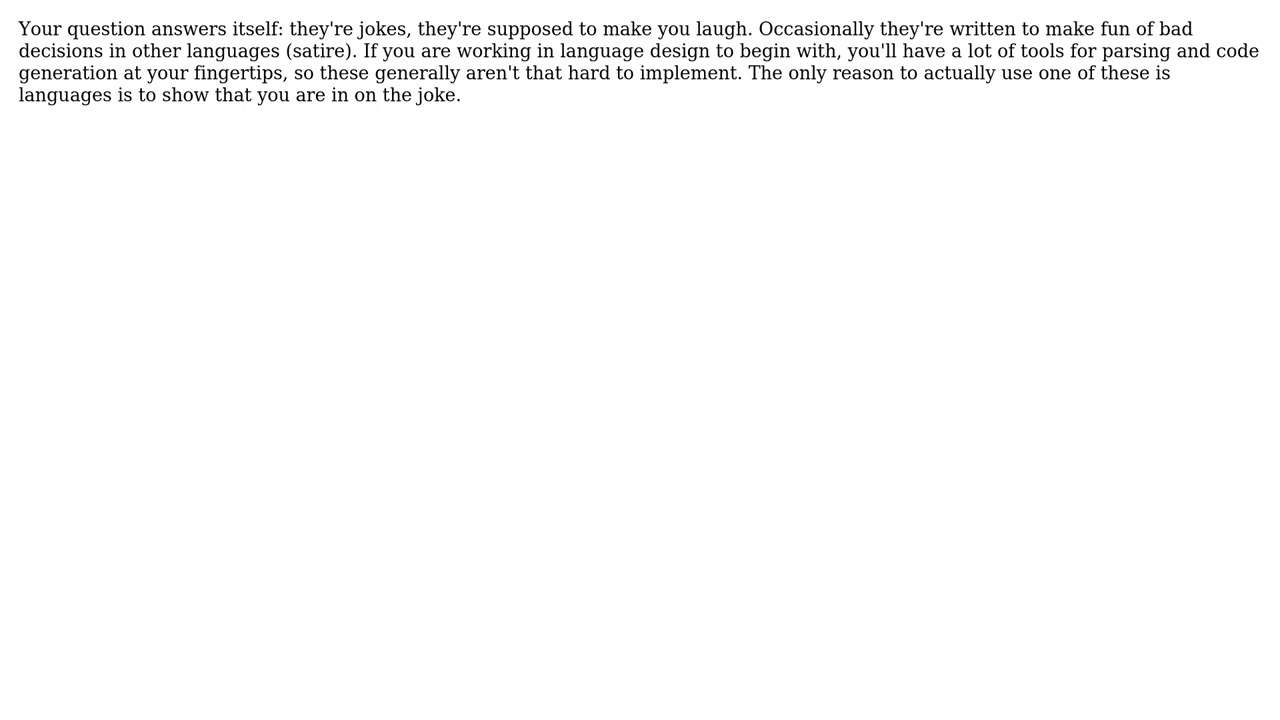 Your question answers itself: they're jokes, they're supposed to make you laugh. Occasionally they're written to make fun of bad
decisions in other languages (satire). If you are working in language design to begin with, you'll have a lot of tools for parsing and code
generation at your fingertips, so these generally aren't that hard to implement. The only reason to actually use one of these is
languages is to show that you are in on the joke.